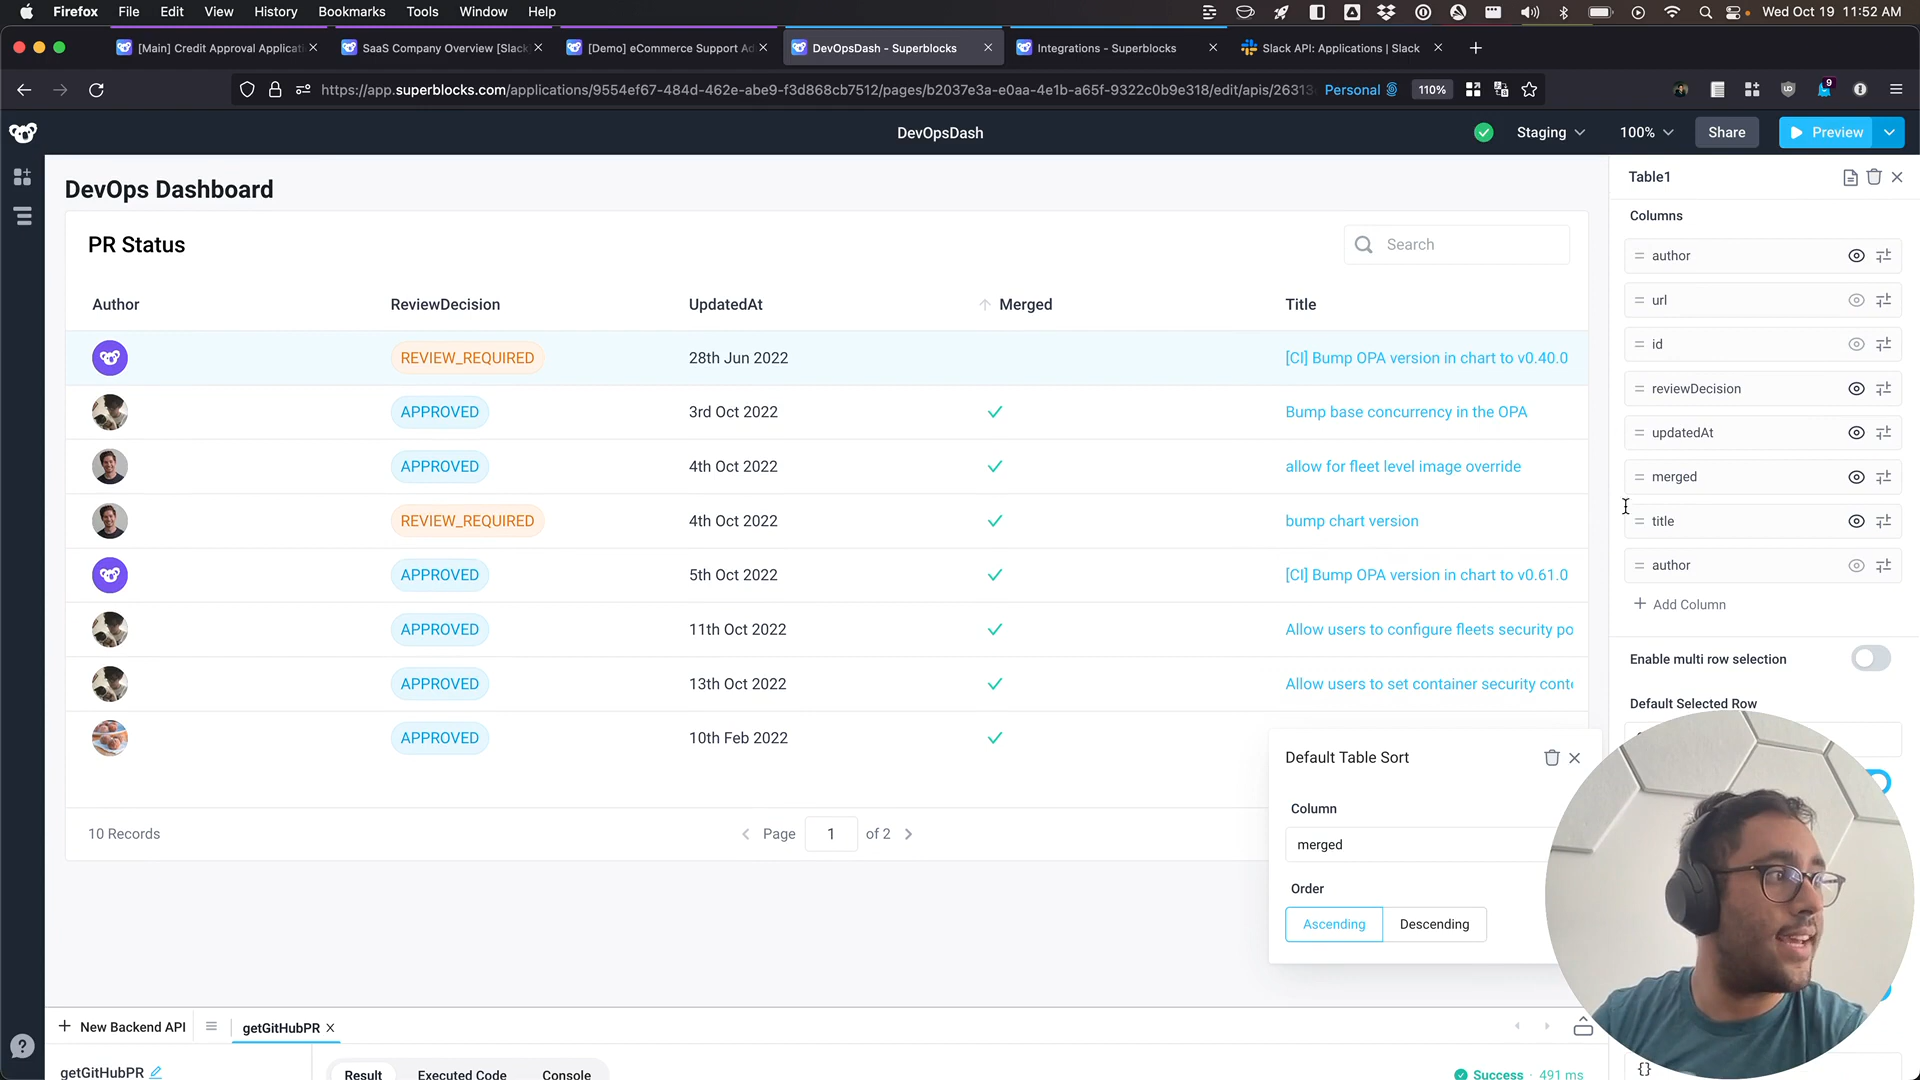 Firefox File Edit View History Bookmarks Tools Window Help Wed Oct 19 11:52 AM
[Main] Credit Approval Applicati
SaaS Company Overview [Slack
[Demo] eCommerce Support Ad
DevOpsDash - Superblocks
Integrations - Superblocks
Slack API: Applications | Slack
https://app.superblocks.com/applications/9554ef67-484d-462e-abe9-f3d868cb7512/pages/b2037e3a-e0aa-4e1b-a65f-9322c0b9e318/edit/apis/26313 Personal 110% 9
DevOpsDash Staging 100% Share Preview
DevOps Dashboard
PR Status Search
Author ReviewDecision UpdatedAt Merged Title
REVIEW_REQUIRED 28th Jun 2022 [CI] Bump OPA version in chart to v0.40.0
APPROVED 3rd Oct 2022 Bump base concurrency in the OPA
APPROVED 4th Oct 2022 allow for fleet level image override
REVIEW_REQUIRED 4th Oct 2022 bump chart version
APPROVED 5th Oct 2022 [CI] Bump OPA version in chart to v0.61.0
APPROVED 11th Oct 2022 Allow users to configure fleets security po
APPROVED 13th Oct 2022 Allow users to set container security conte
APPROVED 10th Feb 2022
10 Records Page 1 of 2
Default Table Sort
Column
merged
Order
Ascending Descending
Table1
Columns
author
url
id
reviewDecision
updatedAt
merged
title
author
+ Add Column
Enable multi row selection
Default Selected Row
+ New Backend API getGitHubPR
getGitHubPR Result Executed Code Console Success · 491 ms {}